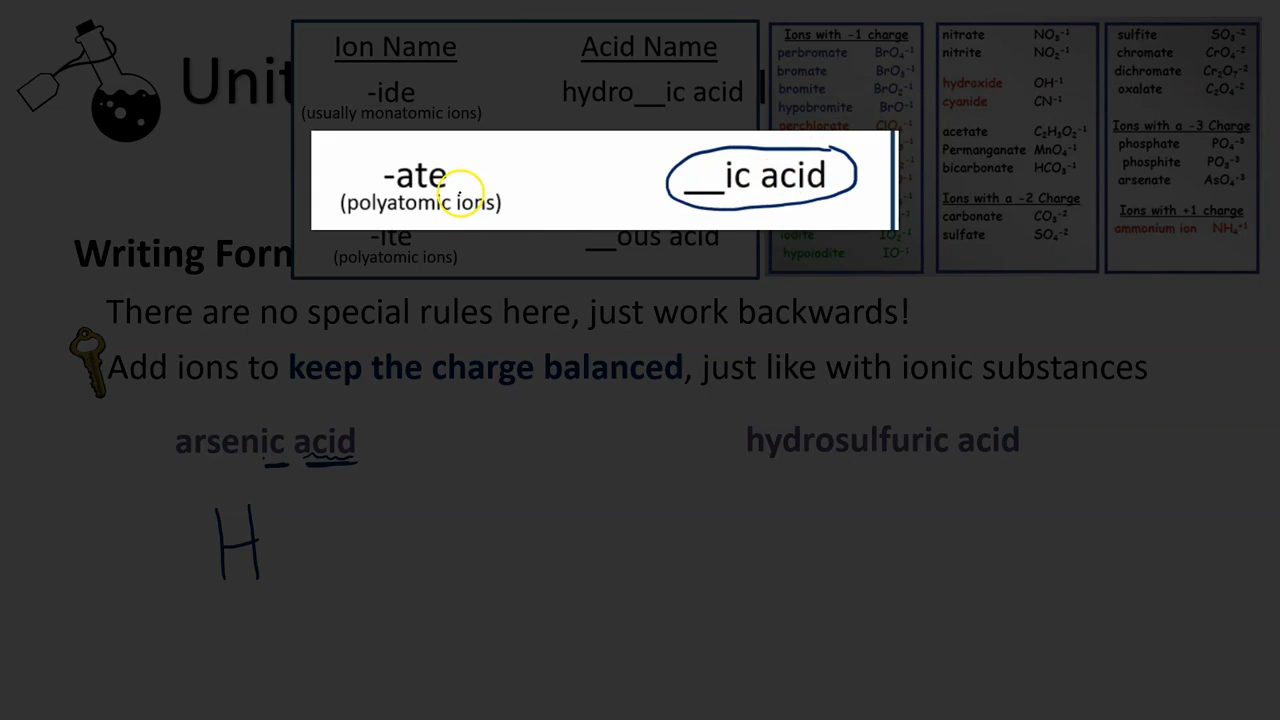 Unit
Ion Name Acid Name
-ide hydro__ic acid
(usually monatomic ions)
-ate __ic acid
(polyatomic ions)
-ite __ous acid
(polyatomic ions)
Ions with -1 charge
perbromate BrO₄⁻¹
bromate BrO₃⁻¹
bromite BrO₂⁻¹
hypobromite BrO⁻¹
perchlorate ClO₄⁻¹
iodite IO₂⁻¹
hypoiodite IO⁻¹
nitrate NO₃⁻¹
nitrite NO₂⁻¹
hydroxide OH⁻¹
cyanide CN⁻¹
acetate C₂H₃O₂⁻¹
Permanganate MnO₄⁻¹
bicarbonate HCO₃⁻¹
Ions with a -2 Charge
carbonate CO₃⁻²
sulfate SO₄⁻²
sulfite SO₃⁻²
chromate CrO₄⁻²
dichromate Cr₂O₇⁻²
oxalate C₂O₄⁻²
Ions with a -3 Charge
phosphate PO₄⁻³
phosphite PO₃⁻³
arsenate AsO₄⁻³
Ions with +1 charge
ammonium ion NH₄⁺¹
Writing Form
There are no special rules here, just work backwards!
Add ions to keep the charge balanced, just like with ionic substances
arsenic acid hydrosulfuric acid
H